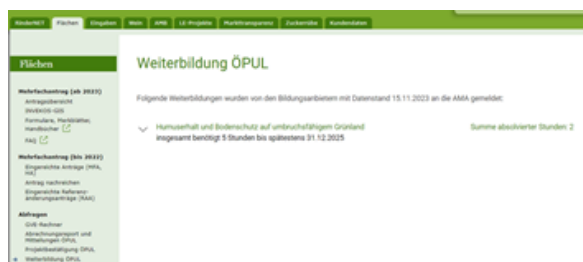 RinderNET Flächen Eingaben Wein AMB LE-Projekte Markttransparenz Zuckerrübe Kundendaten
Flächen
Mehrfachantrag (ab 2023)
Antragsübersicht
INVEKOS-GIS
Formulare, Merkblätter,
Handbücher
FAQ
Mehrfachantrag (bis 2022)
Eingereichte Anträge (MFA,
HA)
Antrag nachreichen
Eingereichte Referenz-
änderungsanträge (RAA)
Abfragen
GVE-Rechner
Abrechnungsreport und
Mitteilungen ÖPUL
Projektbestätigung ÖPUL
Weiterbildung ÖPUL
Weiterbildung ÖPUL
Folgende Weiterbildungen wurden von den Bildungsanbietern mit Datenstand 15.11.2023 an die AMA gemeldet:
Humuserhalt und Bodenschutz auf umbruchsfähigem Grünland Summe absolvierter Stunden: 2
insgesamt benötigt 5 Stunden bis spätestens 31.12.2025